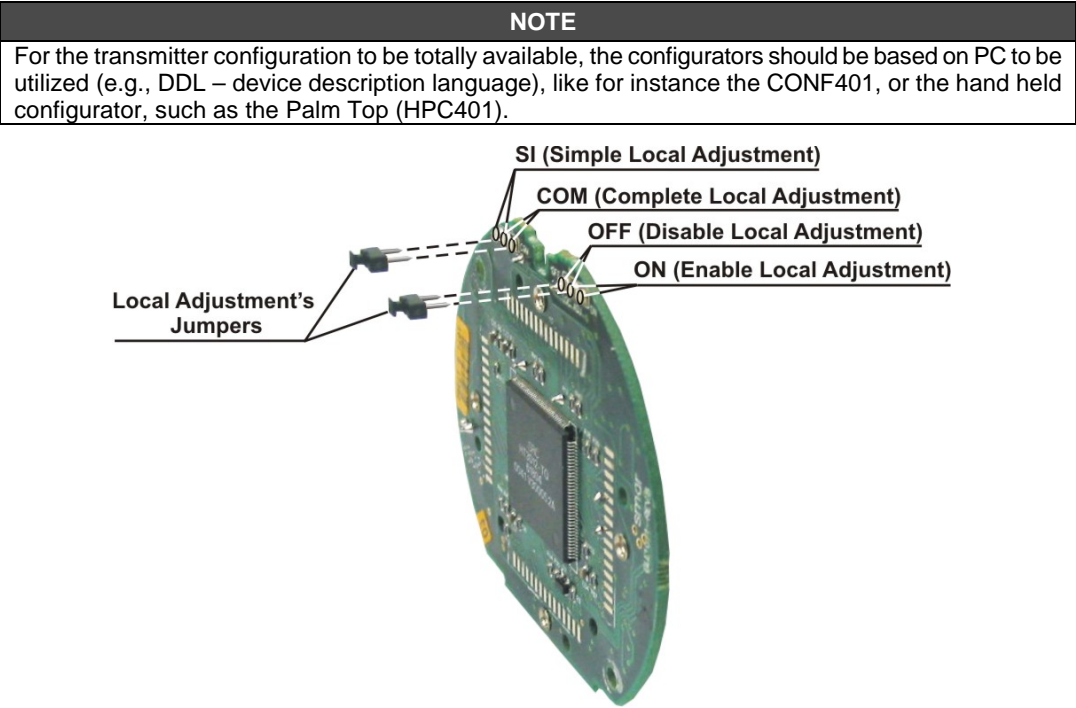 NOTE
For the transmitter configuration to be totally available, the configurators should be based on PC to be
utilized (e.g., DDL – device description language), like for instance the CONF401, or the hand held
configurator, such as the Palm Top (HPC401).
SI (Simple Local Adjustment)
COM (Complete Local Adjustment)
OFF (Disable Local Adjustment)
ON (Enable Local Adjustment)
Local Adjustment's
Jumpers
smar